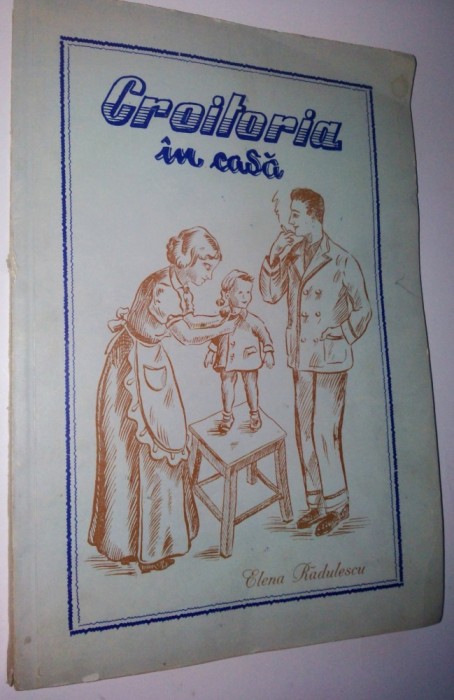 Croitoria
în casă
Elena Rădulescu